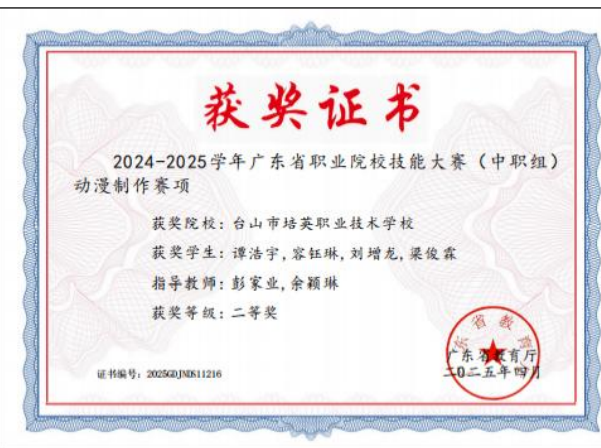 获奖证书
2024-2025学年广东省职业院校技能大赛（中职组）
动漫制作赛项
获奖院校：台山市培英职业技术学校
获奖学生：谭浩宇,容钰琳,刘增龙,梁俊霖
指导教师：彭家业,余颖琳
获奖等级：二等奖
广东省教育厅
二〇二五年四月
证书编号：2025GDJNDS11216